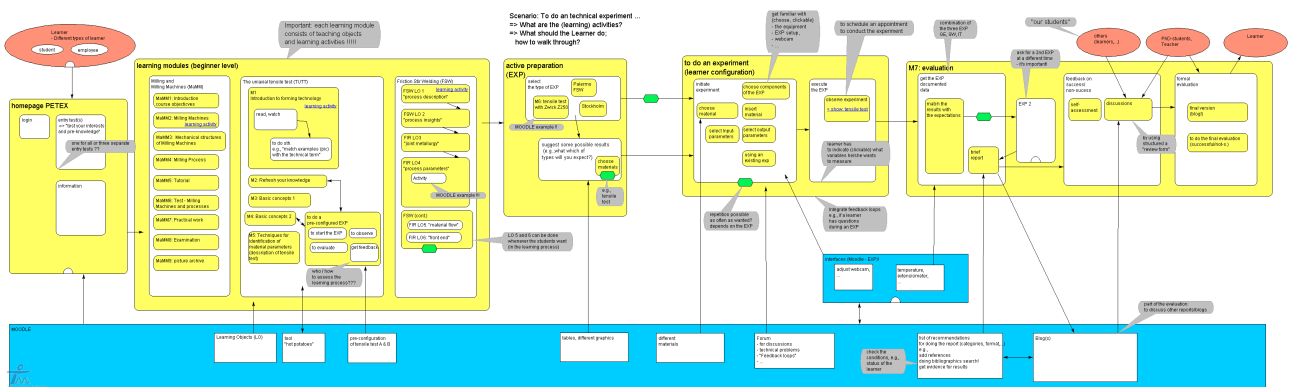 Learner
- Different types of learner
student
employee
Important: each learning module
consists of teaching objects
and learning activiies !!!!!
Scenario: To do an technical experiment ...
=> What are the (learning) activities?
=> What should the Learner do;
how to walk through?
get familiar with
(choose, clickable)
- the equipment
- EXP setup,
- webcam
- ...
to schedule an appointment
to conduct the experiment
combination of
the three EXP
GE, SW, IT
"our students"
ask for a 2nd EXP
at a different time
- it's important!
others
(learners,..)
PhD-students,
Teacher
Learner
homepage PETEX
login
entry test(s)
=> "test your interests
and pre-knowledge"
one for all or three separate
entry tests ??
information
learning modules (beginner level)
Milling and
Milling Machines (MaMM)
MaMM1: Introduction
course objectices
MaMM2: Milling Machines
learning activity
MaMM3: Mechanical structures
of Milling Machines
MaMM4: Milling Process
MaMM5: Tutorial
MaMM6: Test - Milling
Machines and processes
MaMM7: Practical work
MaMM8: Examination
MaMM9: picture archive
The uniaxial tensile test (TUTT)
M1
Introduction to forming technology
learning activity
read, watch
to do sth.
e.g., "match examples (pic)
with the technical term"
M2: Refresh your knowledge
M3: Basic concepts 1
M4: Basic concepts 2
M5: Techniques for
identification of
material parameters
(description of tensile
test)
to do a
pre-configured EXP
to start the EXP
to observe
to evaluate
get feedback
who / how
to assess the
learning process???
Friction Stir Welding (FSW)
learning activity
FSW LO 1
"process description"
FSW LO 2
"process insights"
FIR LO3
"joint metallurgy"
FIR LO4
"process parameters"
Activity
MOODLE example !!!
FSW (cont)
FIR LO5: "material flow"
FIR LO6: "front end"
LO 5 and 6 can be done
whenever the students want
(in the learning process)
active preparation
(EXP)
select
the type of EXP
Palermo
FSW
M6: tensile test
with Zwick Z250
Stockholm
MOODLE example !!
suggest some possible results
(e.g.,what which of
types will you expect?)
choose
materials
e.g.,
tensile
test
to do an experiment
(learner configuration)
initiate
experiment
choose components
of the EXP
choose
material
insert
material
select input-
parameters
select output
parameters
using an
existing exp.
execute
the EXP
observe experiment
+ show_tensile test
learner has
to indicate (clickable) what
variables he/she wants
to measure
repetition possible
as often as wanted?
depends on the EXP
integrate feedback loops
e.g., if a learner
has questions
during an EXP
M7: evaluation
get the EXP
documented
data
match the
results with
the expectations
EXP 2
brief
report
feedback on
success/
non-sucess
self-
assessment
discussions
by using
structured a
"review form"
formal
evaluation
final version
(blog!)
to do the final evaluation
(successful/not-s.)
interfaces (Moodle - EXP)/
adjust webcam,
...
temperature,
extensiometer,
...
part of the evaluation
to discuss other reports/blogs
MOODLE
Learning Objects (LO)
test
"hot potatoes"
pre-configuration
of tensile test A & B
tables, different graphics
different
materials
Forum
- for discussions
- technical problems
- "Feedback loops"
- ...
check the
conditions, e.g.,
status of the
learner
list of recommendations
for doing the report (categories, format,..)
e.g.,
add references
doing bibliographics search!
get evidence for results
Blog(s)